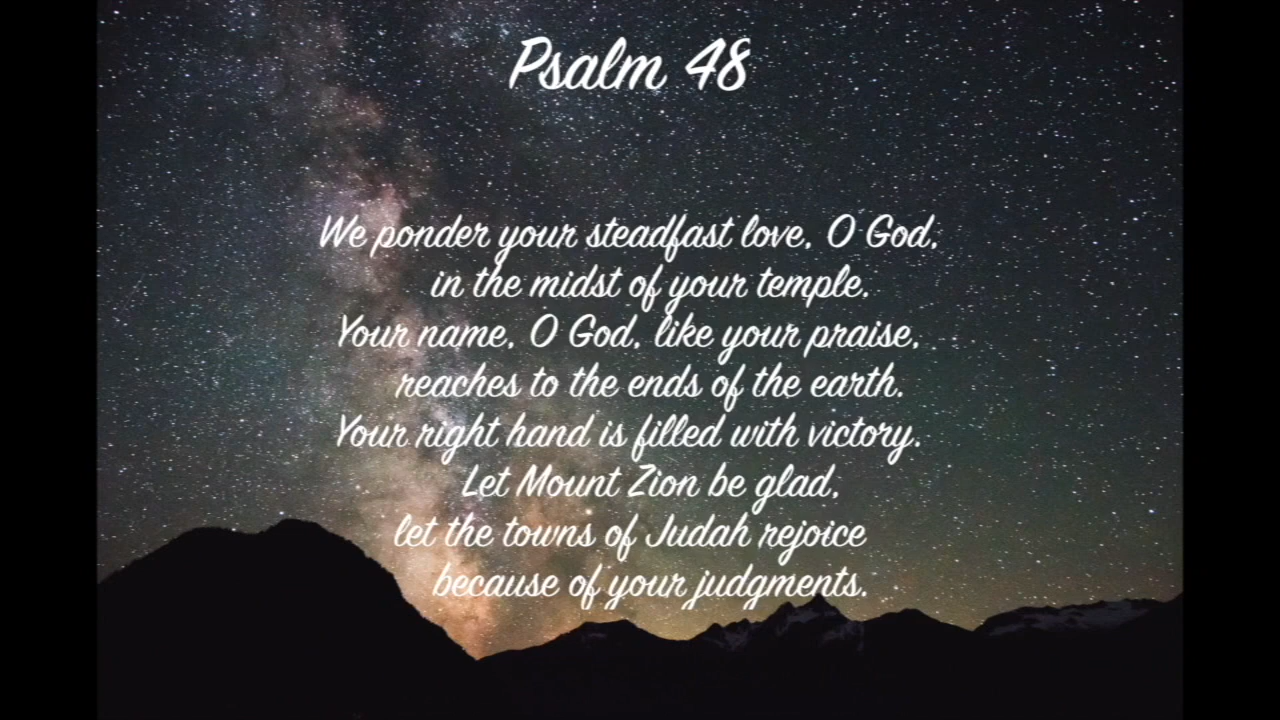 Psalm 48
We ponder your steadfast love, O God,
in the midst of your temple.
Your name, O God, like your praise,
reaches to the ends of the earth.
Your right hand is filled with victory.
Let Mount Zion be glad,
let the towns of Judah rejoice
because of your judgments.